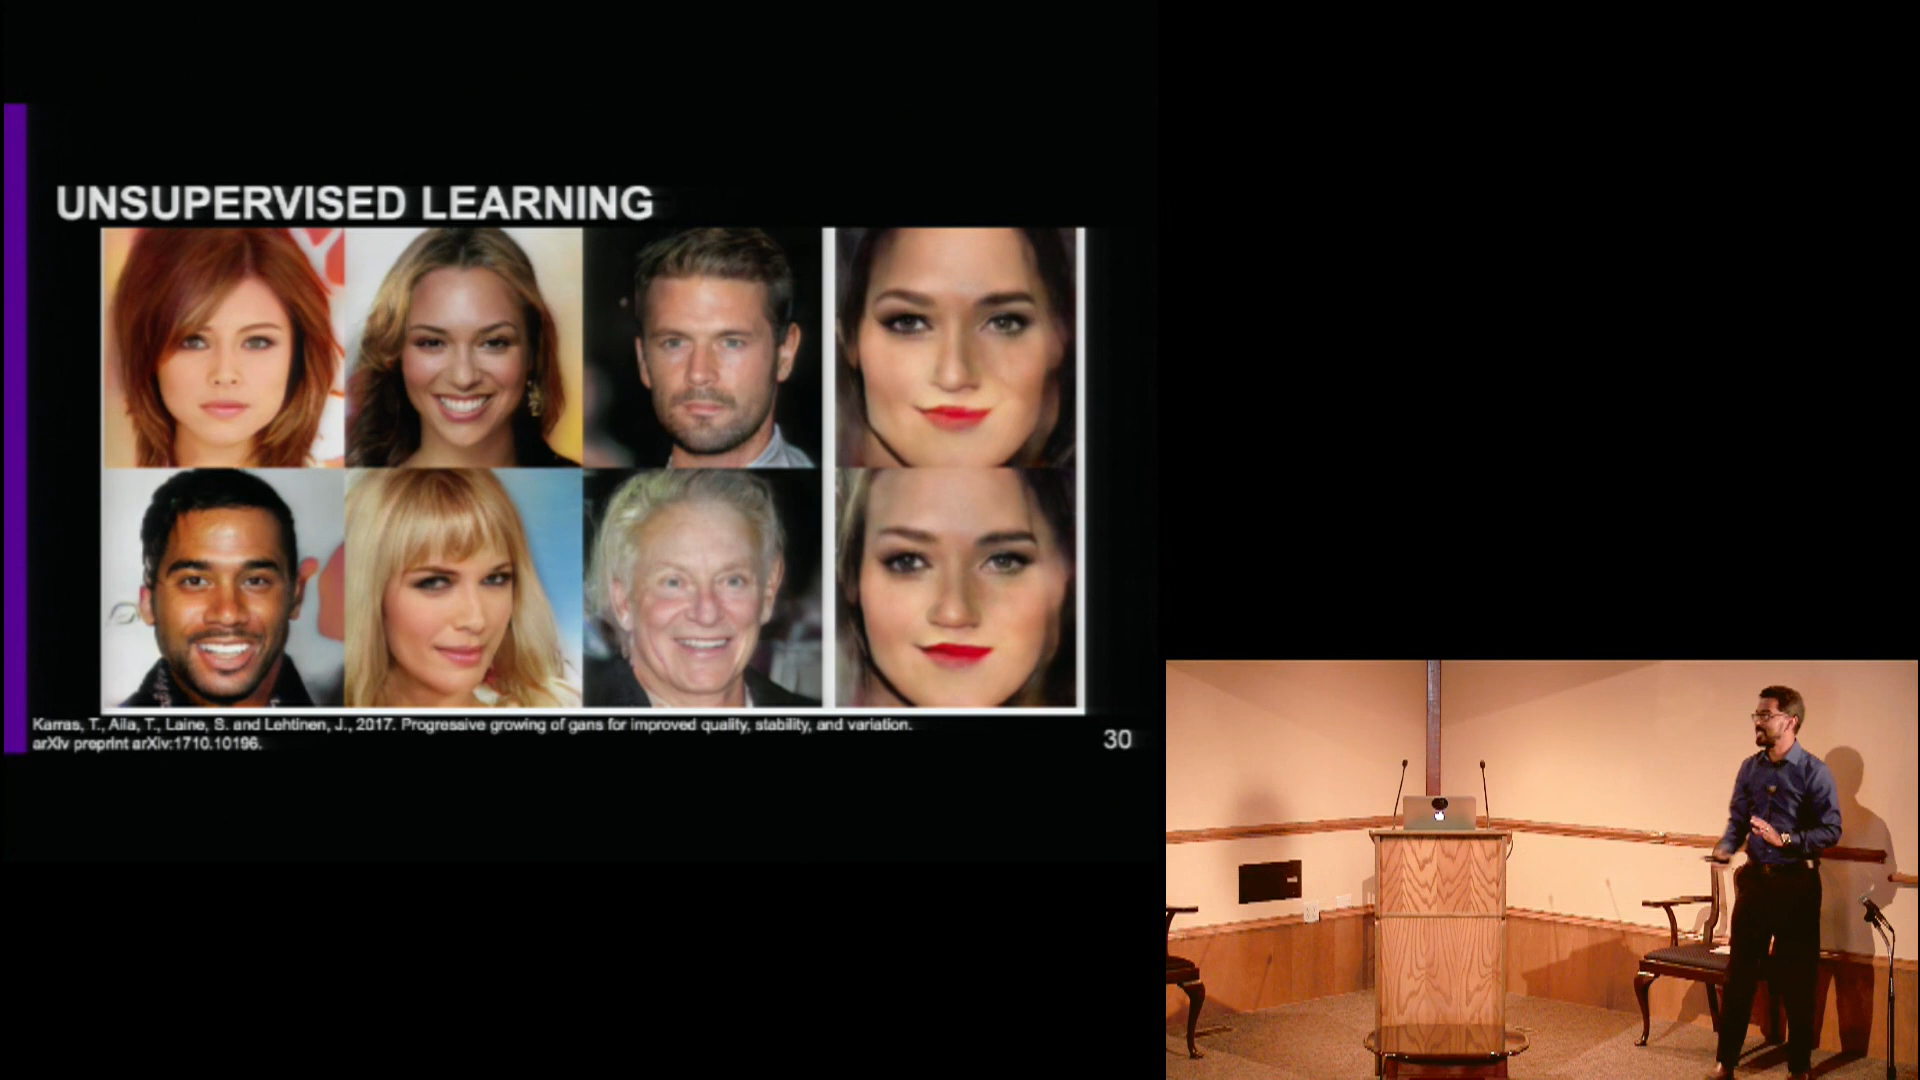 UNSUPERVISED LEARNING
Karras, T., Aila, T., Laine, S. and Lehtinen, J., 2017. Progressive growing of gans for improved quality, stability, and variation.
arXiv preprint arXiv:1710.10196.
30